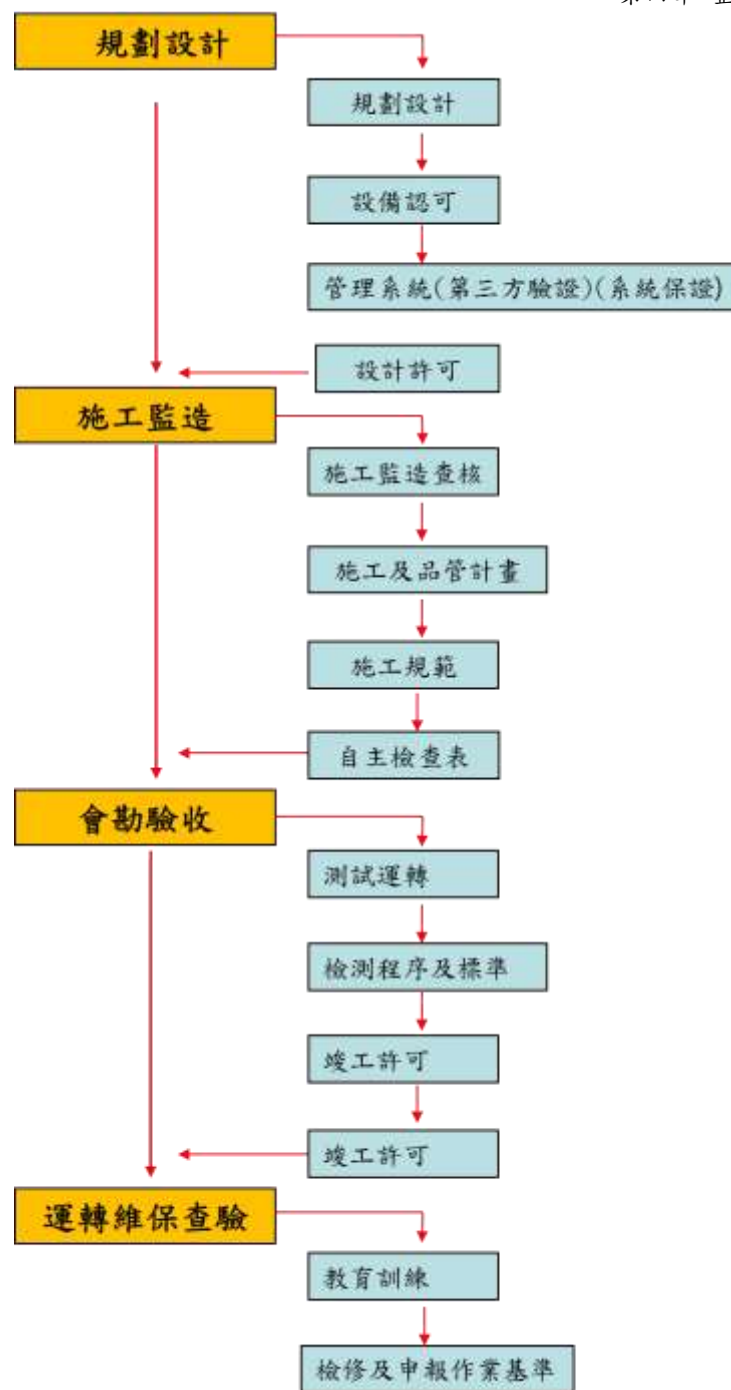 規劃設計
規劃設計
設備認可
管理系統(第三方驗證)(系統保證)
設計許可
施工監造
施工監造查核
施工及品管計畫
施工規範
自主檢查表
會勘驗收
測試運轉
檢測程序及標準
竣工許可
竣工許可
運轉維保查驗
教育訓練
檢修及申報作業基準